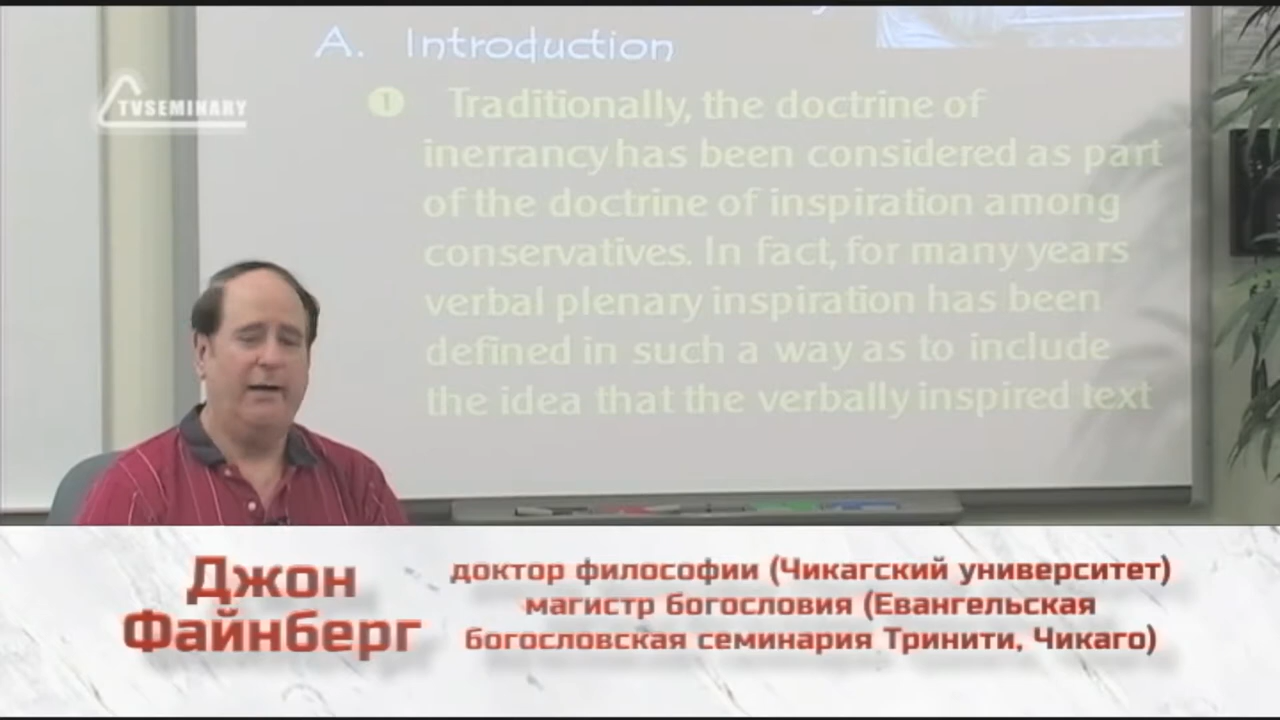 A. Introduction
TVSEMINARY
1 Traditionally, the doctrine of
inerrancy has been considered as part
of the doctrine of inspiration among
conservatives. In fact, for many years
verbal plenary inspiration has been
defined in such a way as to include
the idea that the verbally inspired text
Джон
Файнберг
доктор философии (Чикагский университет)
магистр богословия (Евангельская
богословская семинария Тринити, Чикаго)